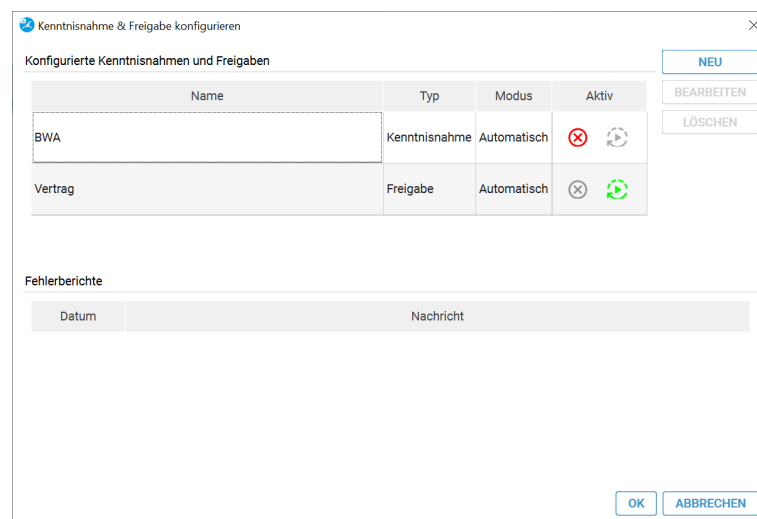 Kenntnisnahme & Freigabe konfigurieren
Konfigurierte Kenntnisnahmen und Freigaben
NEU
Name Typ Modus Aktiv
BEARBEITEN
LÖSCHEN
BWA Kenntnisnahme Automatisch
Vertrag Freigabe Automatisch
Fehlerberichte
Datum Nachricht
OK ABBRECHEN